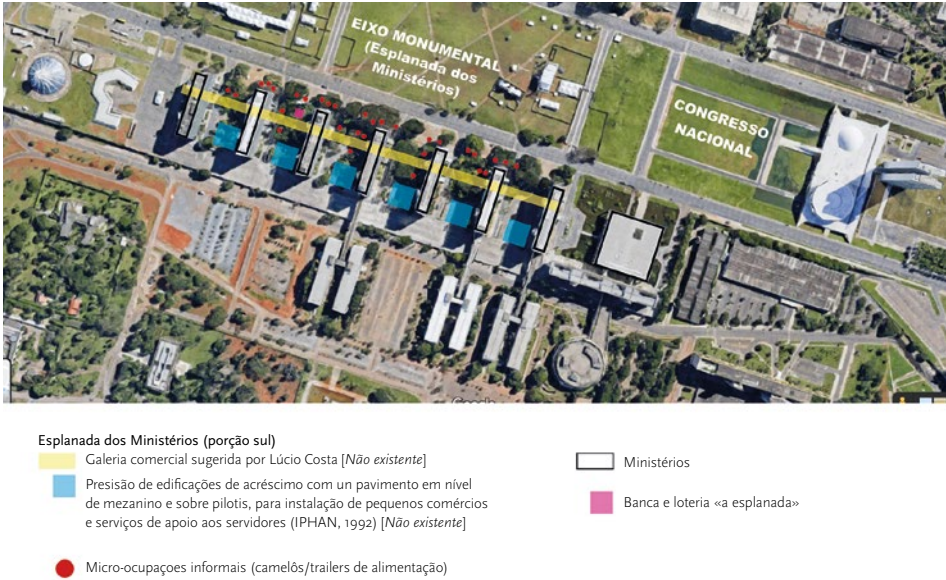 EIXO MONUMENTAL
(Esplanada dos
Ministérios)
CONGRESSO
NACIONAL
Google
Esplanada dos Ministérios (porção sul)
Galeria comercial sugerida por Lúcio Costa [Não existente]
Presisão de edificações de acréscimo com un pavimento em nível
de mezanino e sobre pilotis, para instalação de pequenos comércios
e serviços de apoio aos servidores (IPHAN, 1992) [Não existente]
Micro-ocupaçoes informais (camelôs/trailers de alimentação)
Ministérios
Banca e loteria «a esplanada»